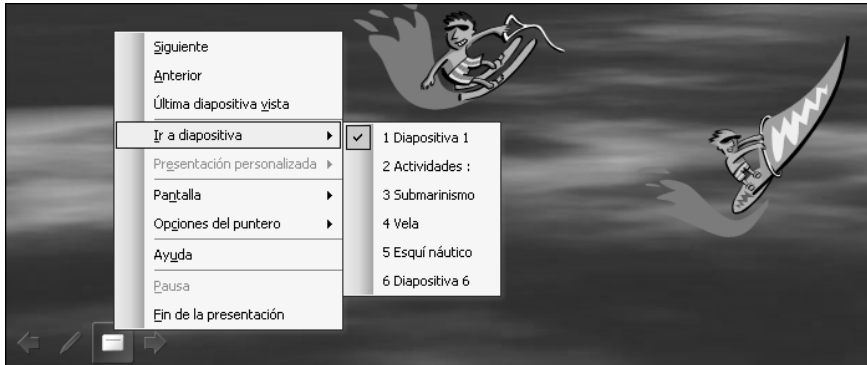 Siguiente
Anterior
Última diapositiva vista
Ir a diapositiva
Presentación personalizada
Pantalla
Opciones del puntero
Ayuda
Pausa
Fin de la presentación
1 Diapositiva 1
2 Actividades :
3 Submarinismo
4 Vela
5 Esquí náutico
6 Diapositiva 6